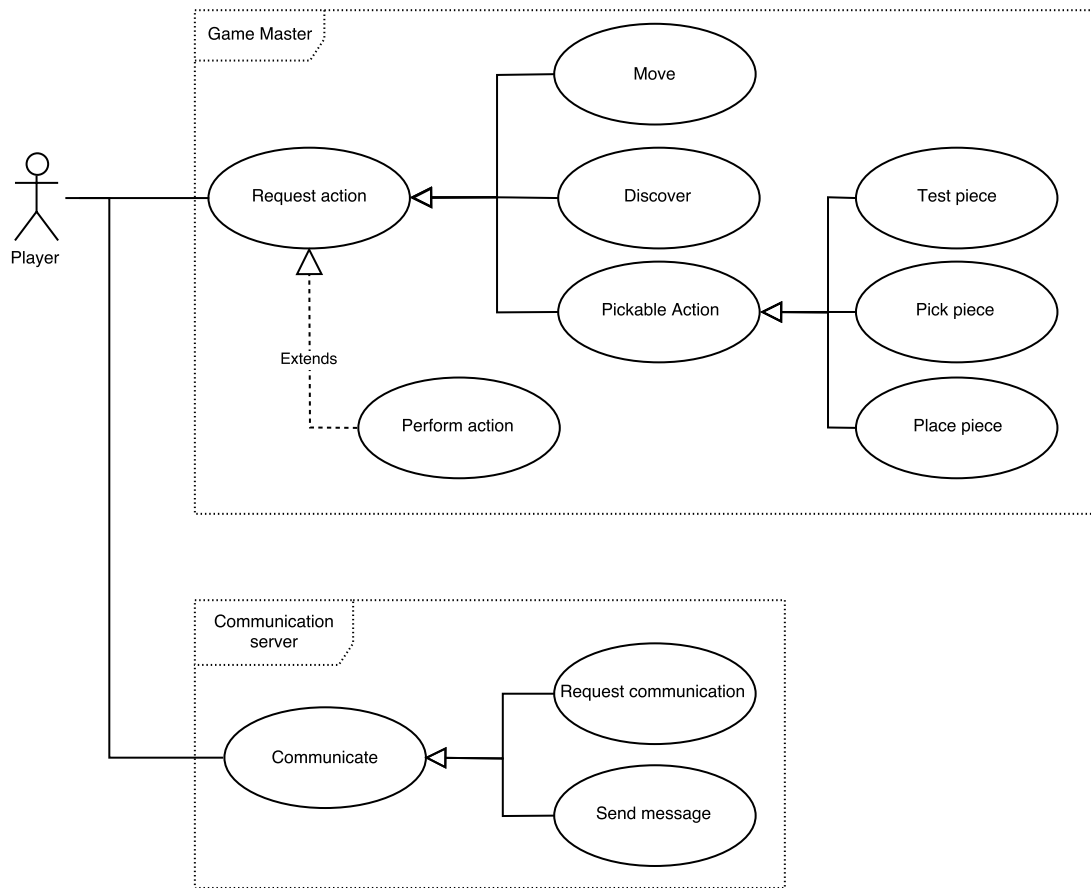 Game Master
Move
Request action
Discover
Test piece
Player
Pickable Action
Pick piece
Extends
Perform action
Place piece
Communication
server
Request communication
Communicate
Send message